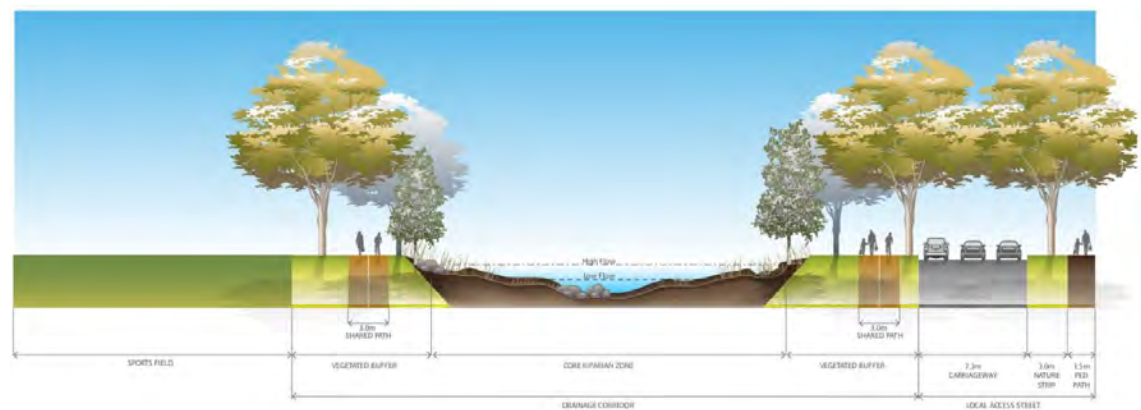 High Flow
Low Flow
3.0m
SHARED PATH
3.0m
SHARED PATH
SPORTS FIELD
VEGETATED BUFFER
CORE RIPARIAN ZONE
VEGETATED BUFFER
7.3m
CARRIAGEWAY
3.0m
NATURE
STRIP
1.5m
PED
PATH
DRAINAGE CORRIDOR
LOCAL ACCESS STREET